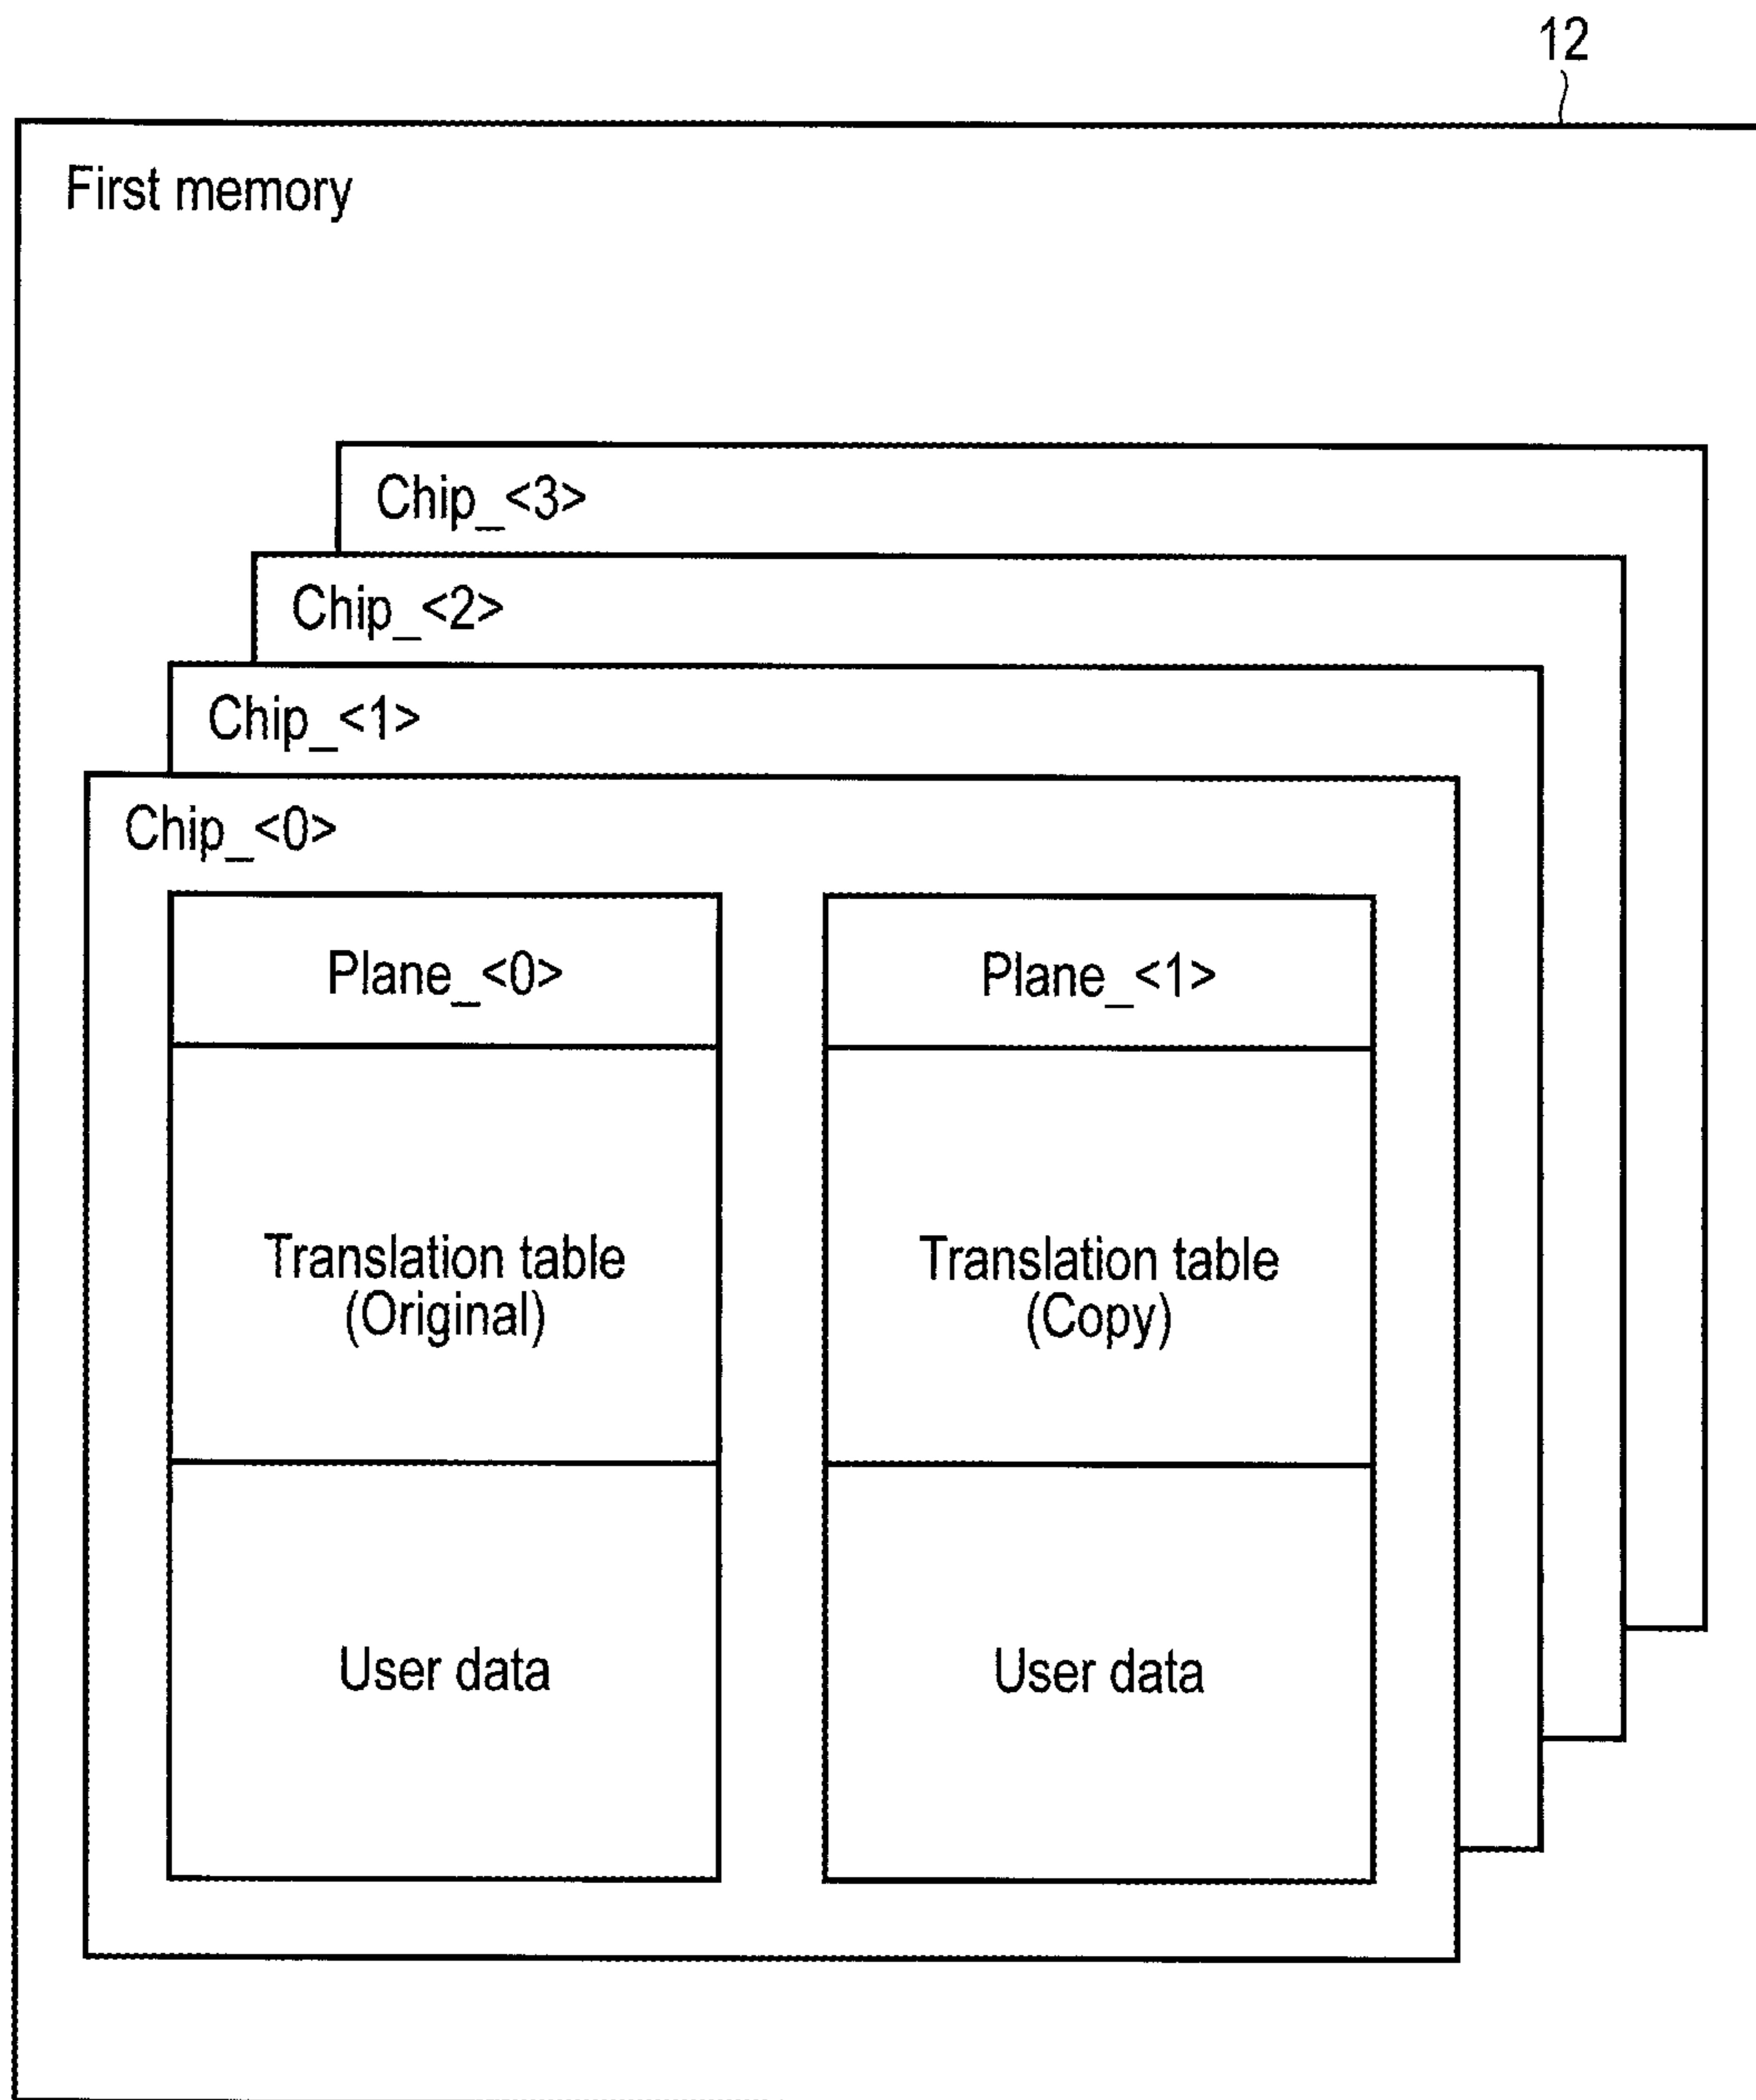 12
First memory
Chip_<3>
Chip_<2>
Chip_<1>
Chip_<0>
Plane_<0>
Plane_<1>
Translation table
(Original)
Translation table
(Copy)
User data
User data